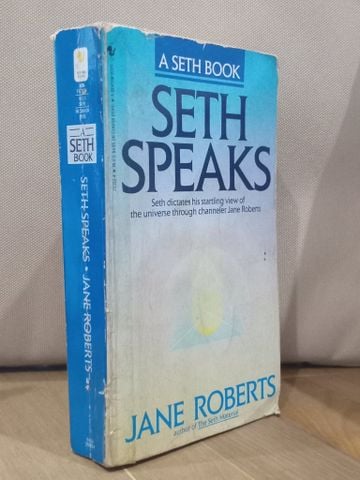 A SETH BOOK
SETH
SPEAKS
Seth dictates his startling view of
the universe through channeler Jane Roberts
JANE ROBERTS
author of The Seth Material
A
SETH
BOOK
SETH SPEAKS • JANE ROBERTS